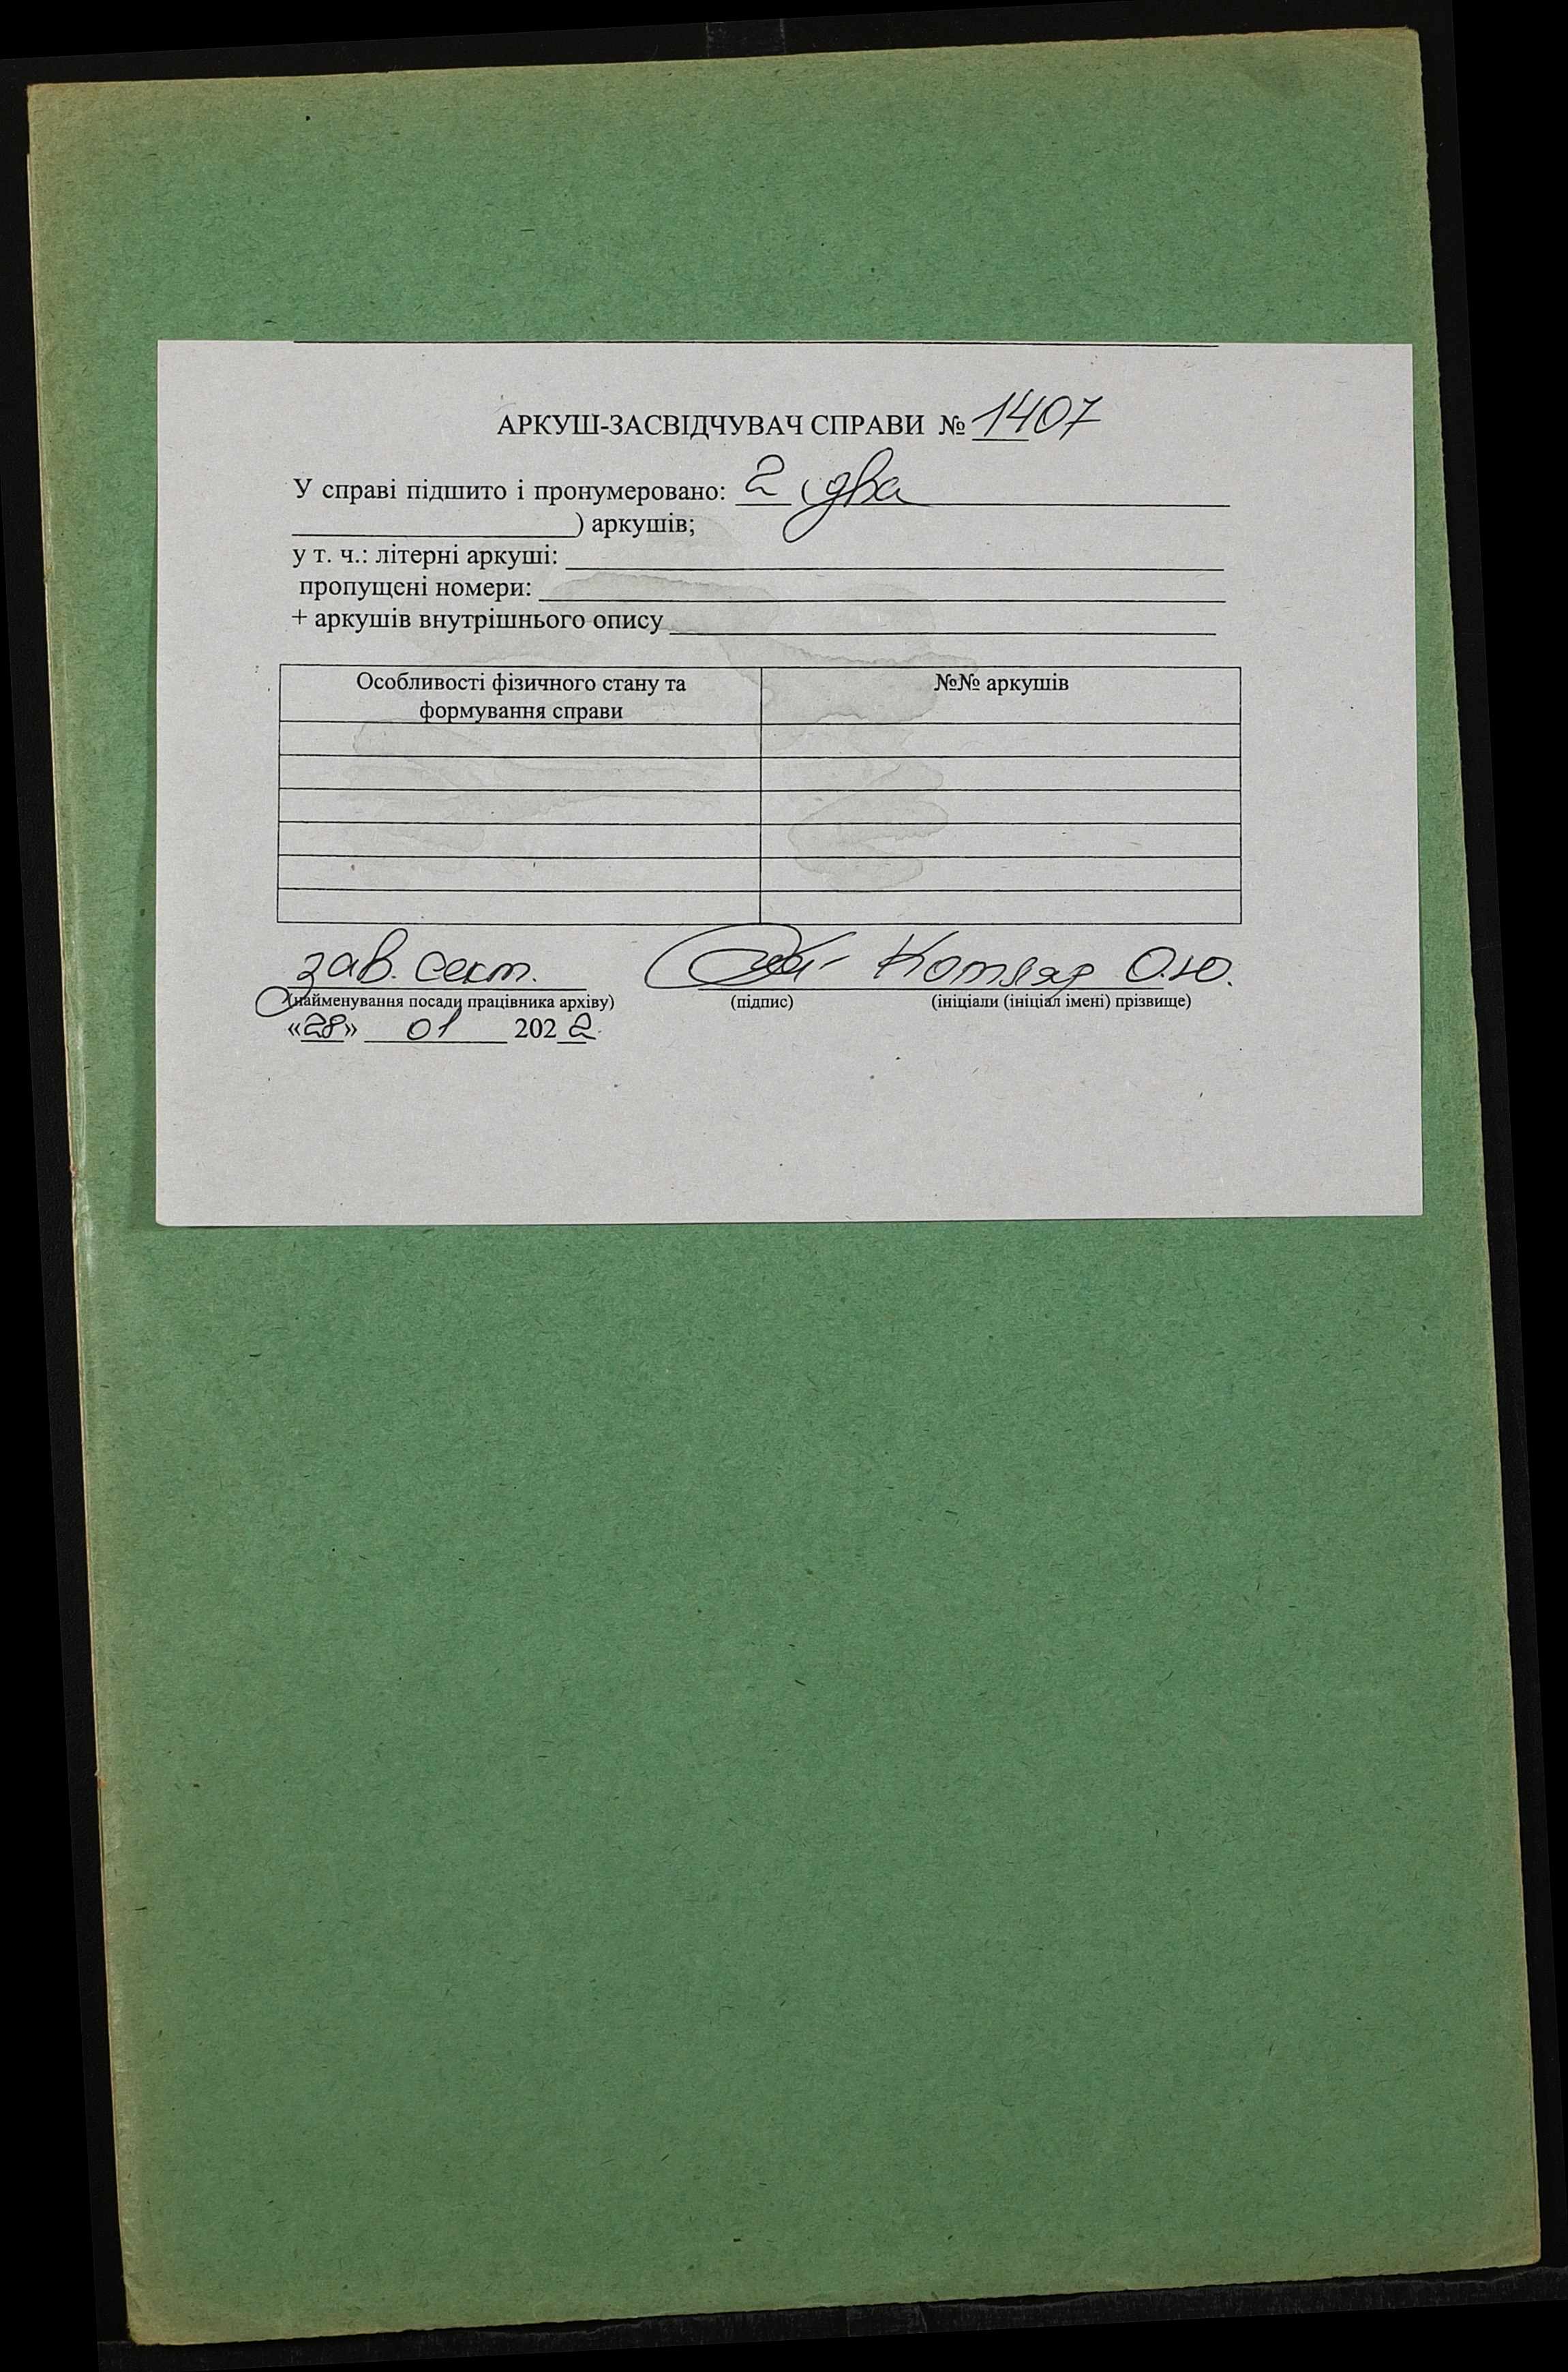 АРКУШ-ЗАСВІДЧУВАЧ СПРАВИ № 1407
У справі підшито і пронумеровано: 2 (два
) аркушів;
у т. ч.: літерні аркуші:
пропущені номери:
+ аркушів внутрішнього опису
Особливості фізичного стану та формування справи №№ аркушів
зав. сект. Котляр О.Ю.
(найменування посади працівника архіву) (підпис) (ініціали (ініціал імені) прізвище)
«28» 01 2022